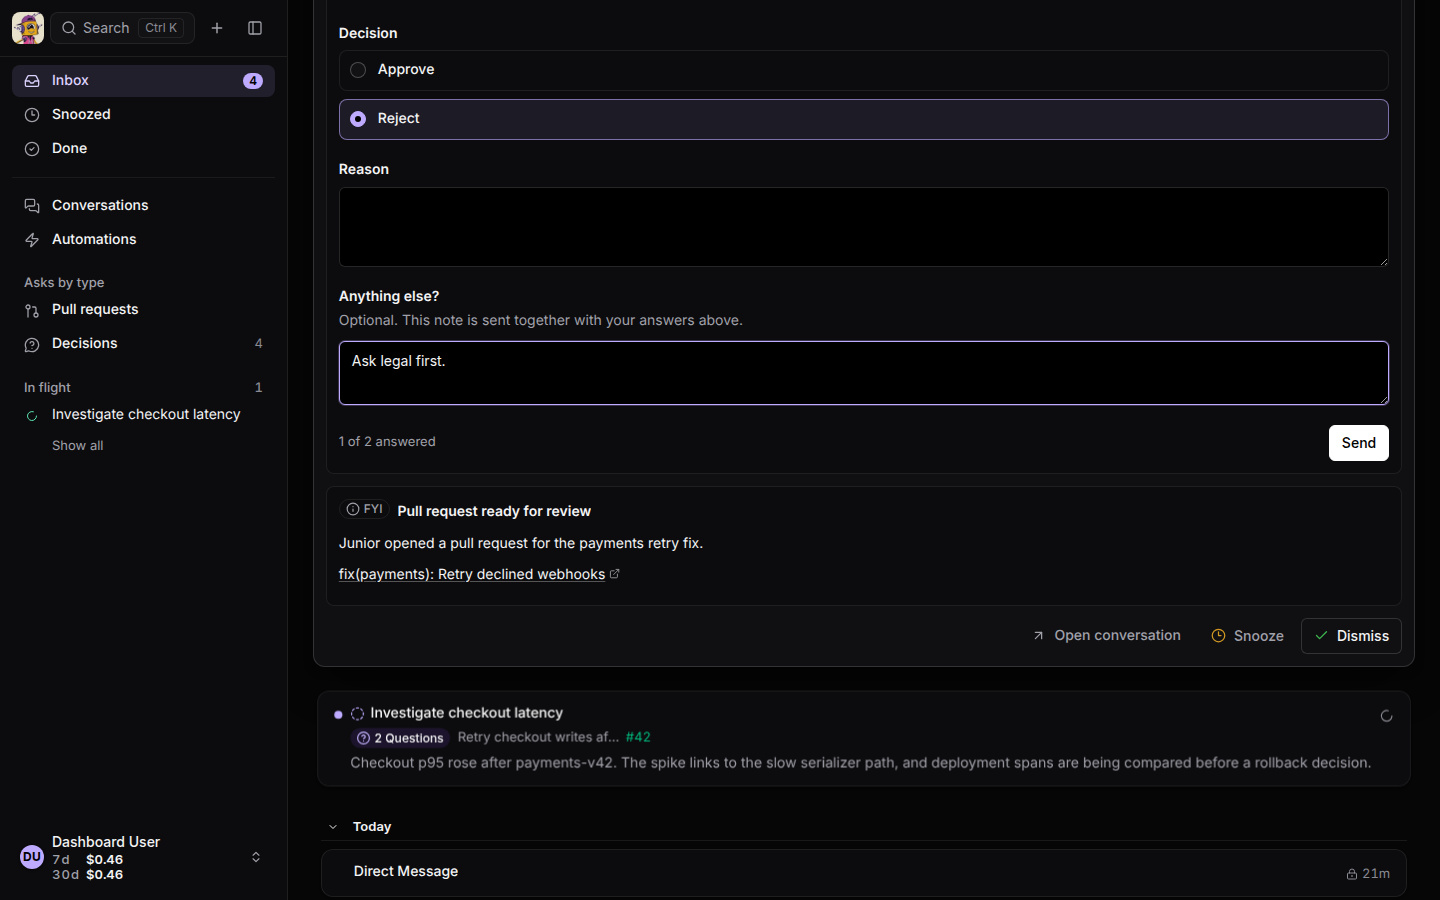 Search Ctrl K
Inbox 4
Snoozed
Done
Conversations
Automations
Asks by type
Pull requests
Decisions 4
In flight 1
Investigate checkout latency
Show all
DU
Dashboard User
7d $0.46
30d $0.46
Decision
Approve
Reject
Reason
Anything else?
Optional. This note is sent together with your answers above.
Ask legal first.
1 of 2 answered
Send
FYI Pull request ready for review
Junior opened a pull request for the payments retry fix.
fix(payments): Retry declined webhooks
Open conversation Snooze Dismiss
Investigate checkout latency
2 Questions Retry checkout writes af... #42
Checkout p95 rose after payments-v42. The spike links to the slow serializer path, and deployment spans are being compared before a rollback decision.
Today
Direct Message 21m